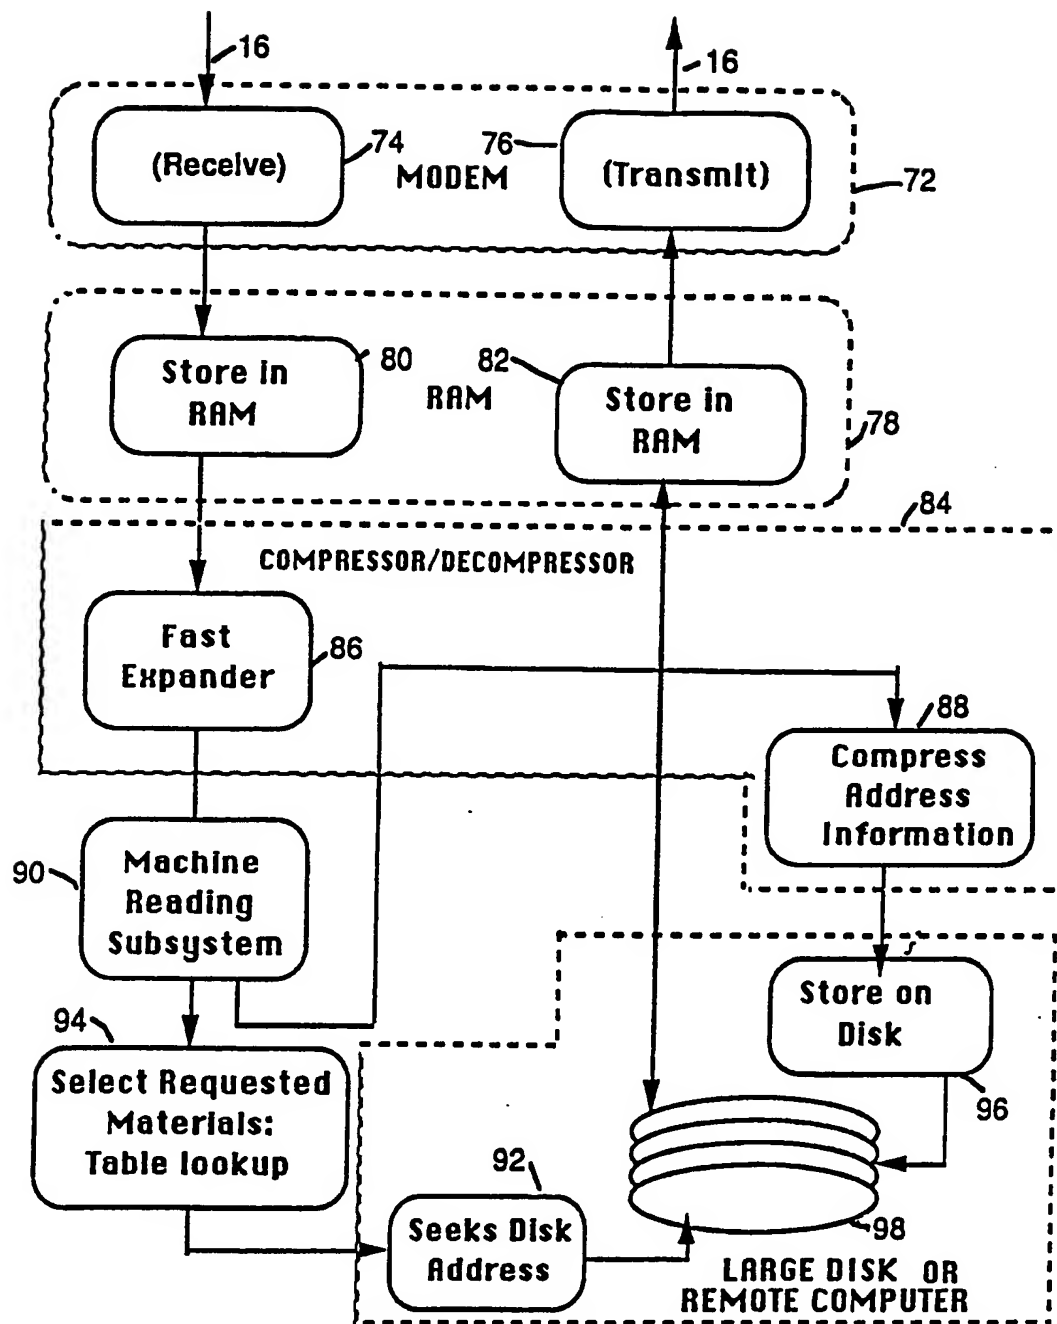 16
16
(Receive)
74
MODEM
76
(Transmit)
72
Store in
RAM
80
RAM
82
Store in
RAM
78
84
COMPRESSOR/DECOMPRESSOR
Fast
Expander
86
88
Compress
Address
Information
90
Machine
Reading
Subsystem
94
Select Requested
Materials:
Table lookup
Store on
Disk
96
92
Seeks Disk
Address
98
LARGE DISK OR
REMOTE COMPUTER